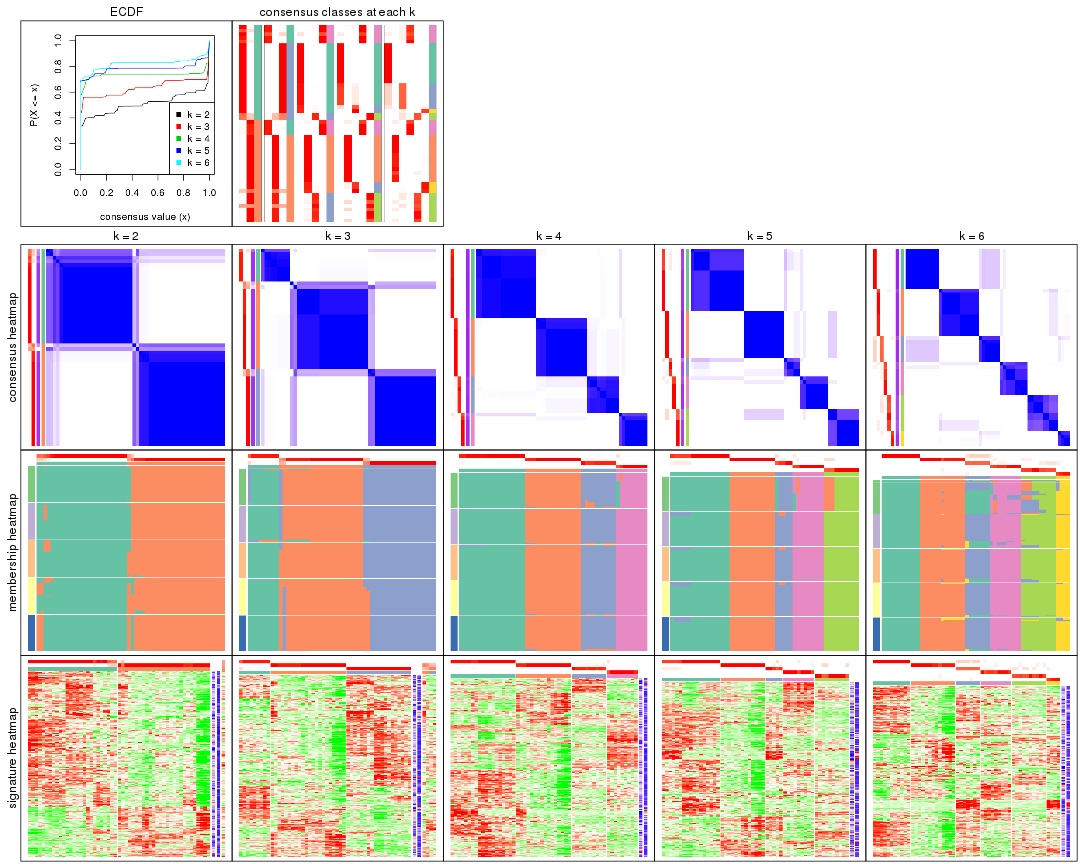 ECDF
consensus classes at each k
P(X <= x)
0.0 0.2 0.4 0.6 0.8 1.0
k = 2
k = 3
k = 4
k = 5
k = 6
0.0 0.2 0.4 0.6 0.8 1.0
consensus value (x)
k = 2
k = 3
k = 4
k = 5
k = 6
consensus heatmap
membership heatmap
signature heatmap